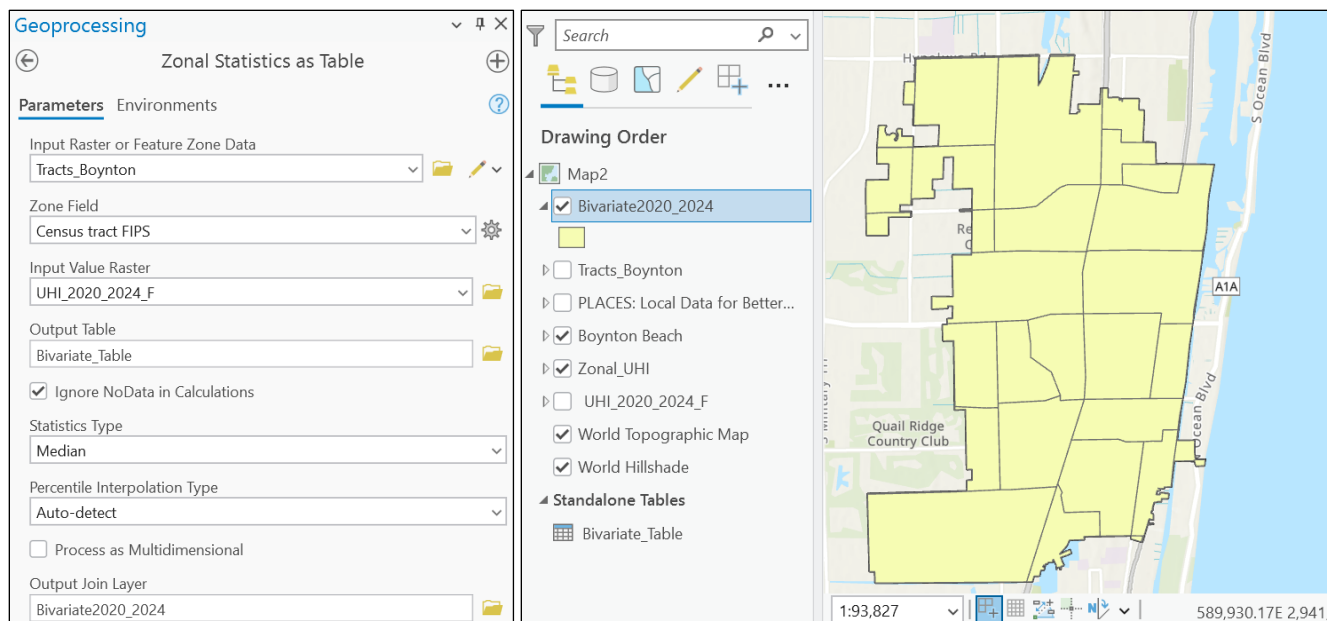 Geoprocessing
Zonal Statistics as Table
Parameters Environments
Input Raster or Feature Zone Data
Tracts_Boynton
Zone Field
Census tract FIPS
Input Value Raster
UHI_2020_2024_F
Output Table
Bivariate_Table
Ignore NoData in Calculations
Statistics Type
Median
Percentile Interpolation Type
Auto-detect
Process as Multidimensional
Output Join Layer
Bivariate2020_2024
Search
Drawing Order
Map2
Bivariate2020_2024
Tracts_Boynton
PLACES: Local Data for Better...
Boynton Beach
Zonal_UHI
UHI_2020_2024_F
World Topographic Map
World Hillshade
Standalone Tables
Bivariate_Table
S Ocean Blvd
A1A
Ocean Blvd
Quail Ridge
Country Club
1:93,827
589,930.17E 2,941